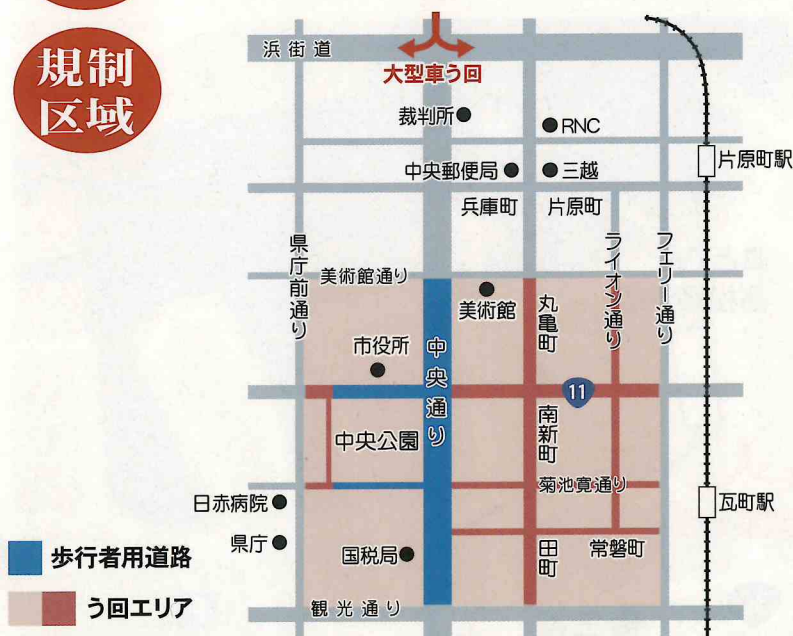 規制
区域
浜街道
大型車う回
裁判所
RNC
中央郵便局
三越
片原町駅
兵庫町
片原町
県庁前通り
ライオン通り
フェリー通り
美術館通り
美術館
丸亀町
市役所
中央通り
11
中央公園
南新町
菊池寛通り
日赤病院
瓦町駅
県庁
国税局
田町
常磐町
歩行者用道路
う回エリア
観光通り